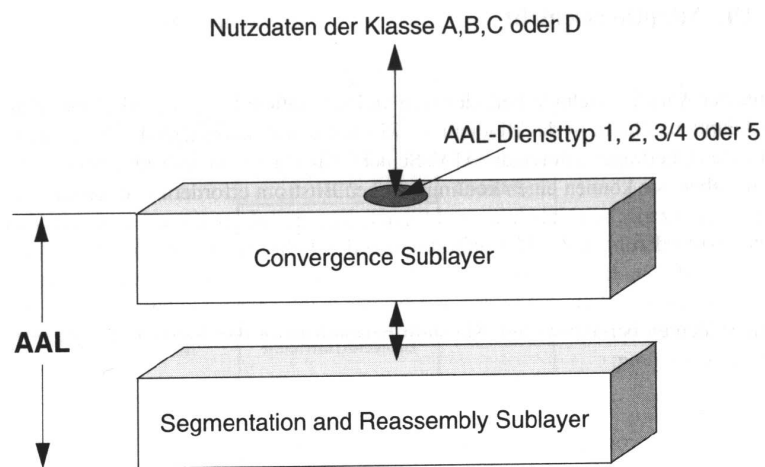 Nutzdaten der Klasse A,B,C oder D
AAL-Diensttyp 1, 2, 3/4 oder 5
Convergence Sublayer
AAL
Segmentation and Reassembly Sublayer